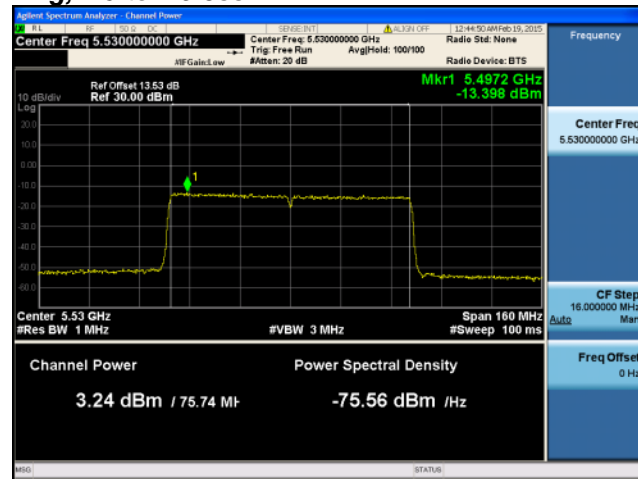 Agilent Spectrum Analyzer - Channel Power
RL RF 50 Ω DC SENSE:INT ALIGN OFF 12:44:50 AM Feb 19, 2015
Center Freq 5.530000000 GHz
Center Freq: 5.530000000 GHz Radio Std: None
Trig: Free Run Avg|Hold: 100/100
#IFGain:Low #Atten: 20 dB Radio Device: BTS
Frequency
Ref Offset 13.53 dB
10 dB/div Ref 30.00 dBm
Mkr1 5.4972 GHz
-13.398 dBm
Log
20.0
10.0
0.00
-10.0
-20.0
-30.0
-40.0
-50.0
-60.0
1
Center 5.53 GHz Span 160 MHz
#Res BW 1 MHz #VBW 3 MHz #Sweep 100 ms
Channel Power Power Spectral Density
3.24 dBm / 75.74 MH -75.56 dBm /Hz
Center Freq
5.530000000 GHz
CF Step
16.000000 MHz
Auto Man
Freq Offset
0 Hz
MSG STATUS